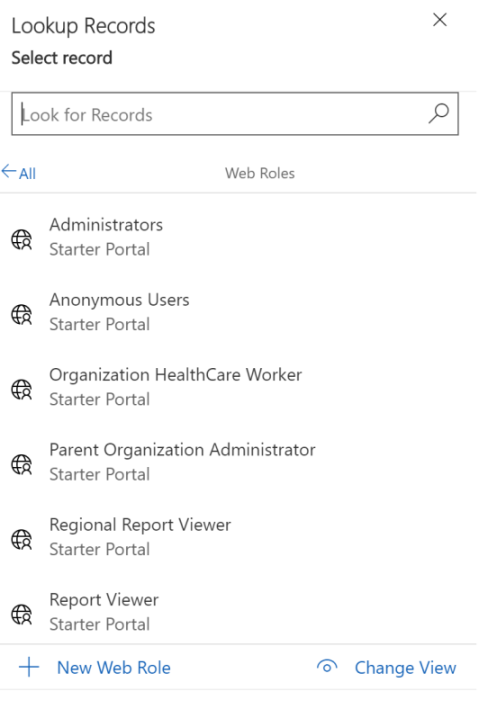 Lookup Records
Select record
Look for Records
All
Web Roles
Administrators
Starter Portal
Anonymous Users
Starter Portal
Organization HealthCare Worker
Starter Portal
Parent Organization Administrator
Starter Portal
Regional Report Viewer
Starter Portal
Report Viewer
Starter Portal
New Web Role
Change View